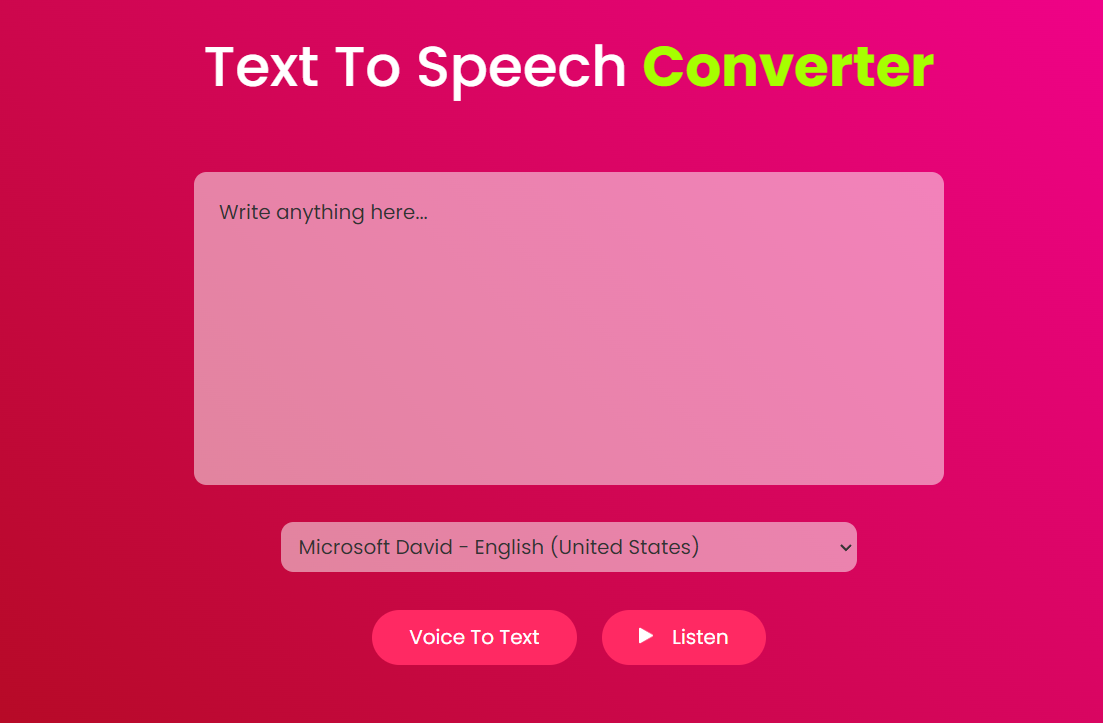 Text To Speech Converter
Write anything here...
Microsoft David - English (United States)
Voice To Text
Listen